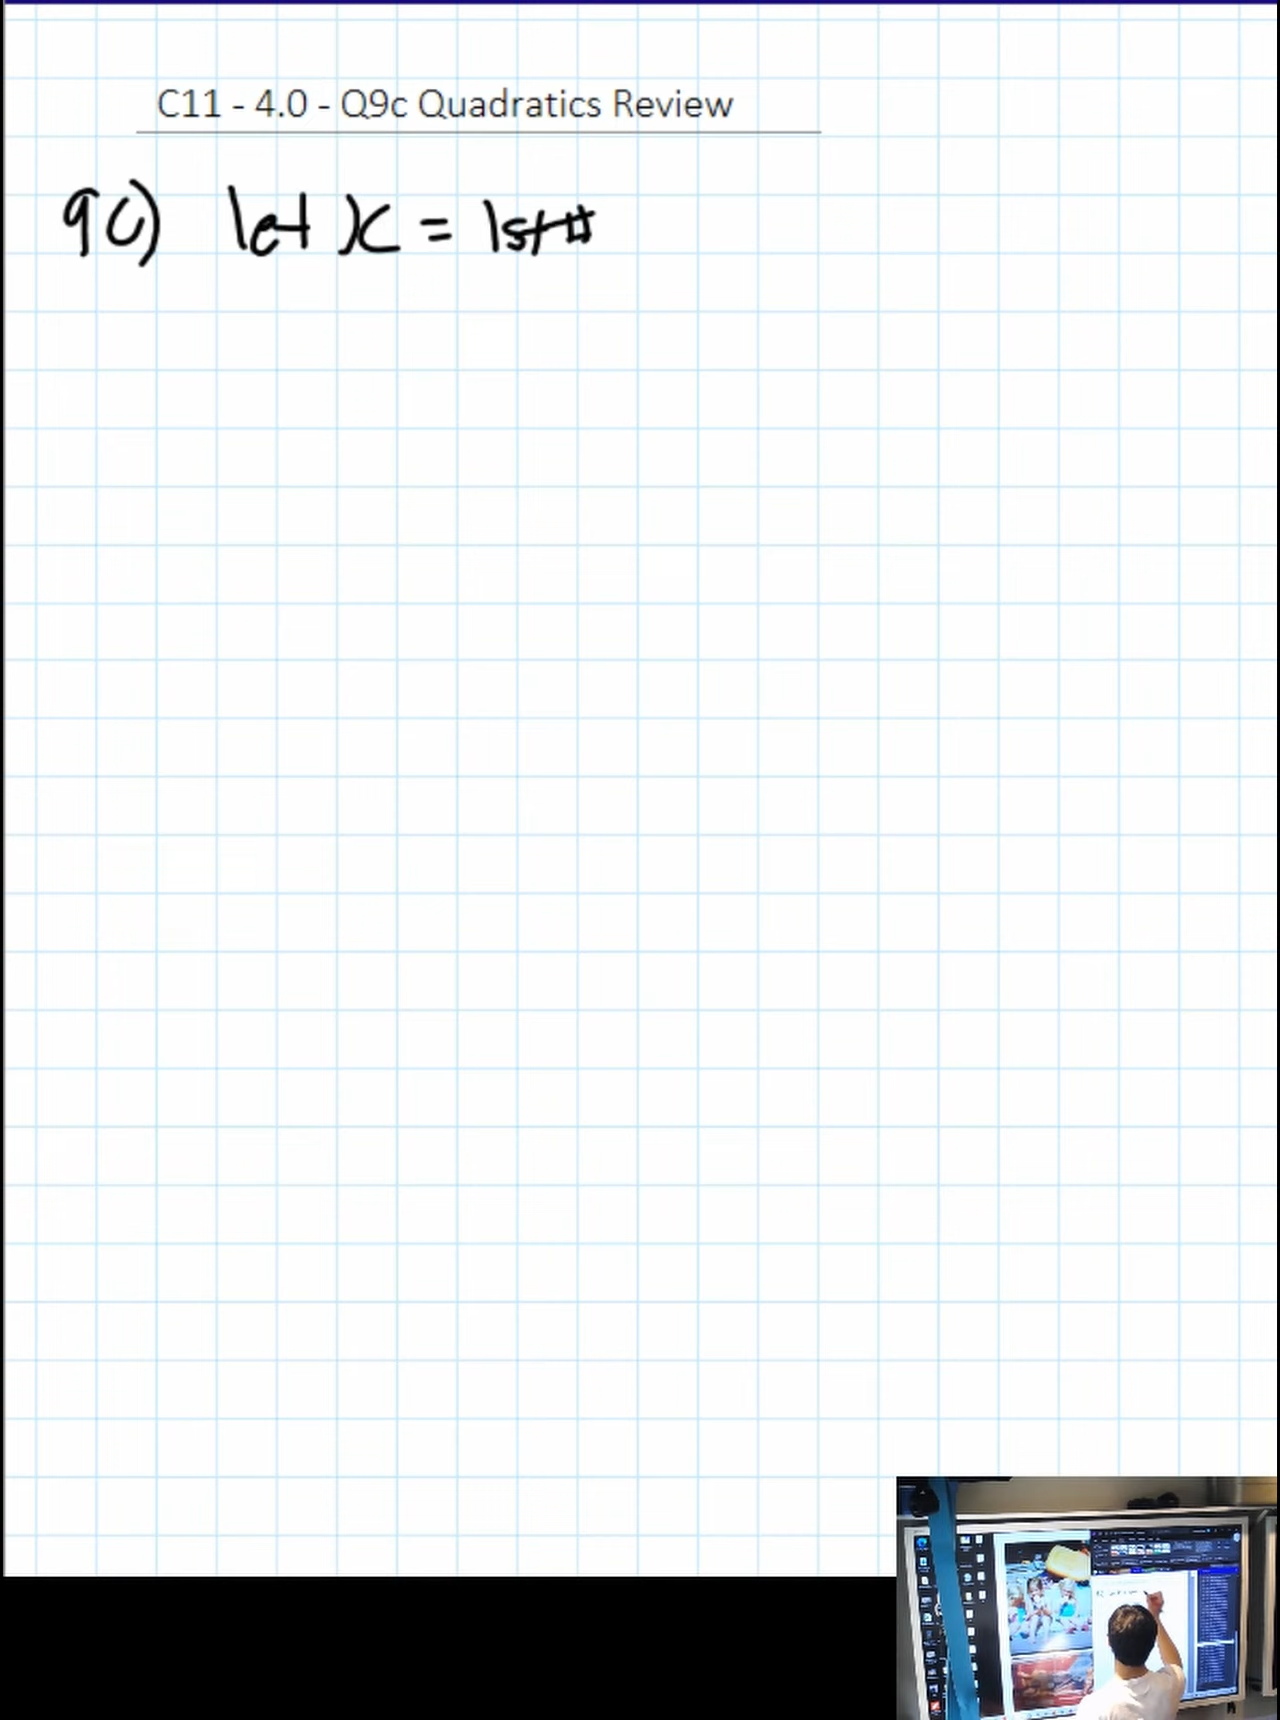 C11 - 4.0 - Q9c Quadratics Review
9c) let x = 1st #